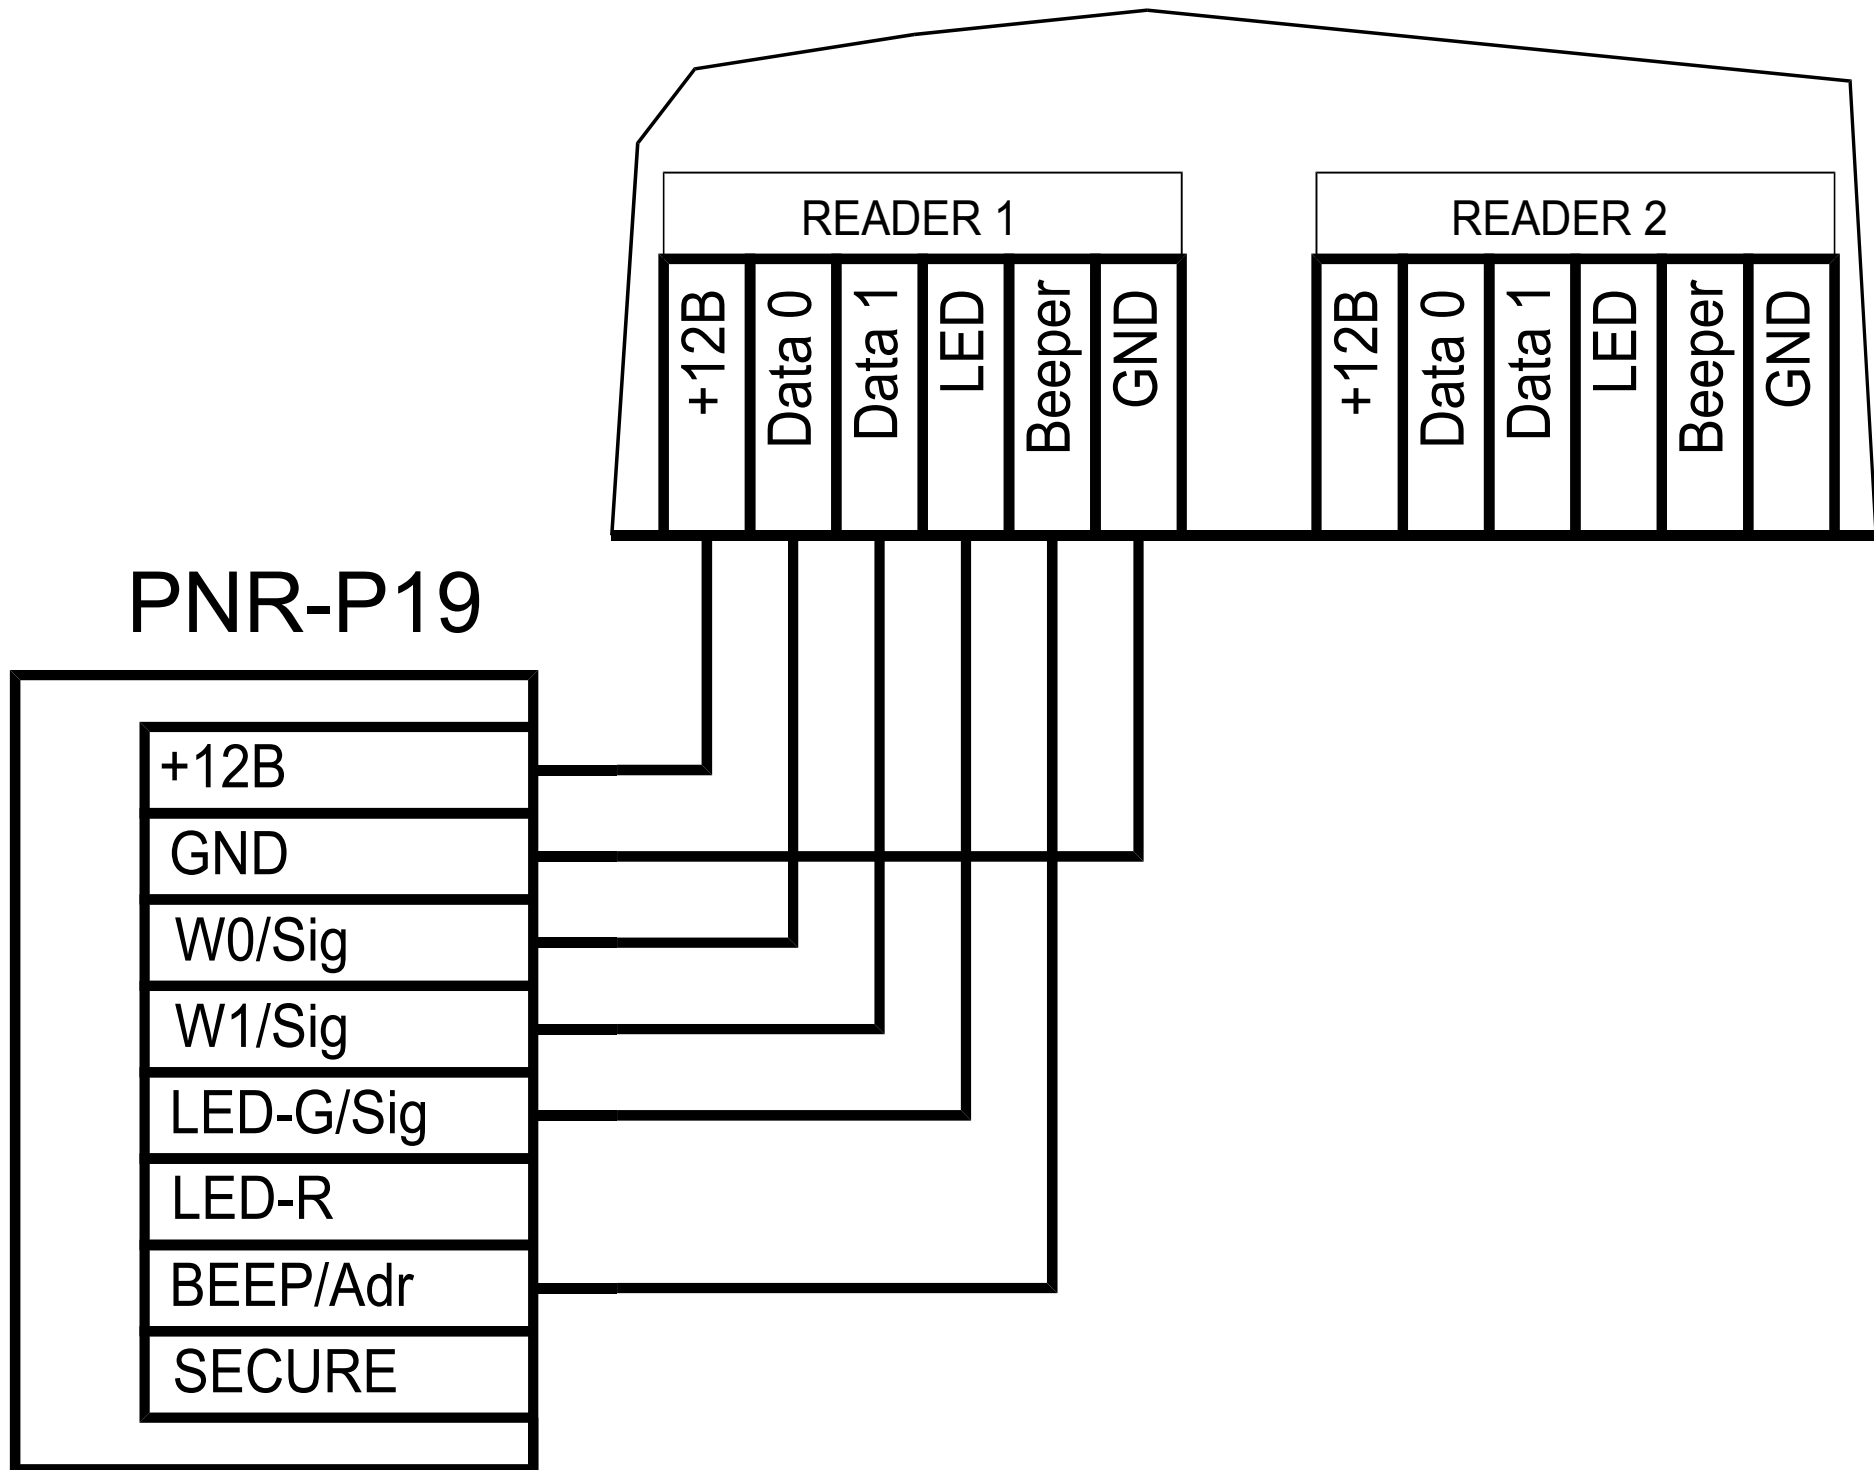 READER 1
READER 2
+12B
Data 0
Data 1
LED
Beeper
GND
+12B
Data 0
Data 1
LED
Beeper
GND
PNR-P19
+12B
GND
W0/Sig
W1/Sig
LED-G/Sig
LED-R
BEEP/Adr
SECURE